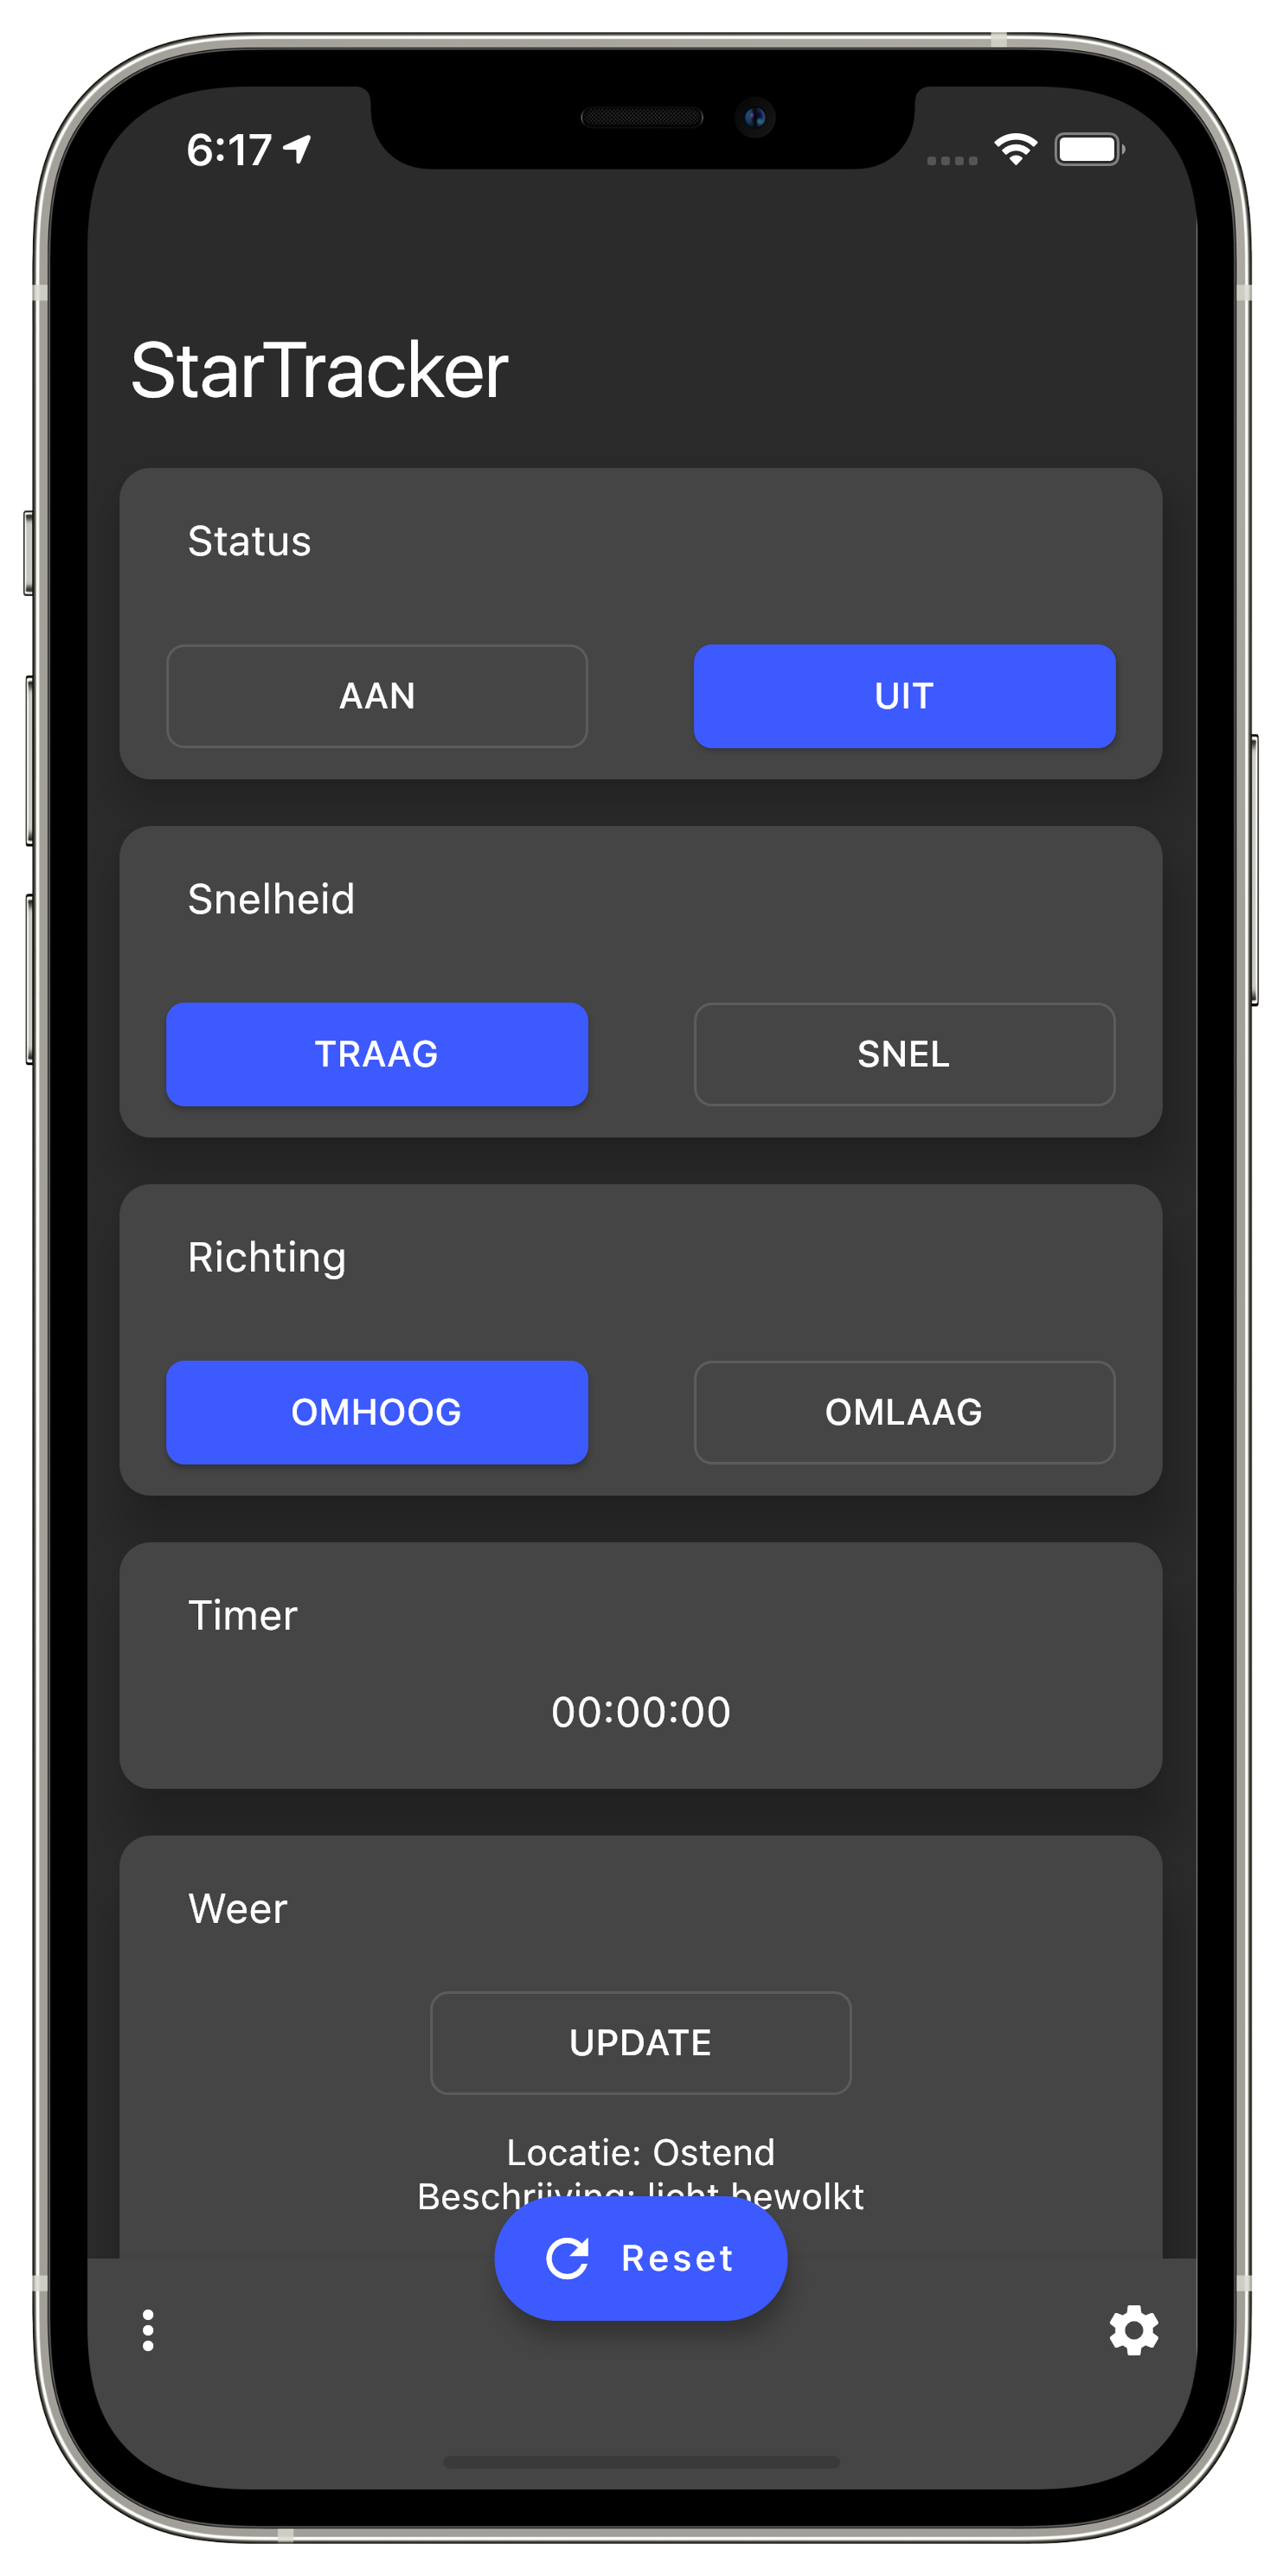 6:17
StarTracker
Status
AAN UIT
Snelheid
TRAAG SNEL
Richting
OMHOOG OMLAAG
Timer
00:00:00
Weer
UPDATE
Locatie: Ostend
Beschrijving: licht bewolkt
Reset